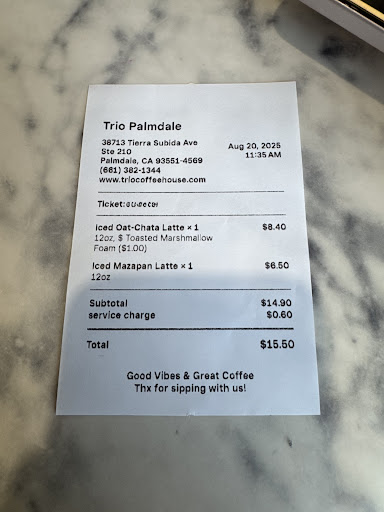 Trio Palmdale
38713 Tierra Subida Ave
Ste 210
Palmdale, CA 93551-4569
(661) 382-1344
www.triocoffeehouse.com
Aug 20, 2025
11:35 AM
Ticket:
Iced Oat-Chata Latte × 1 $8.40
12oz, $ Toasted Marshmallow
Foam ($1.00)
Iced Mazapan Latte × 1 $6.50
12oz
Subtotal $14.90
service charge $0.60
Total $15.50
Good Vibes & Great Coffee
Thx for sipping with us!